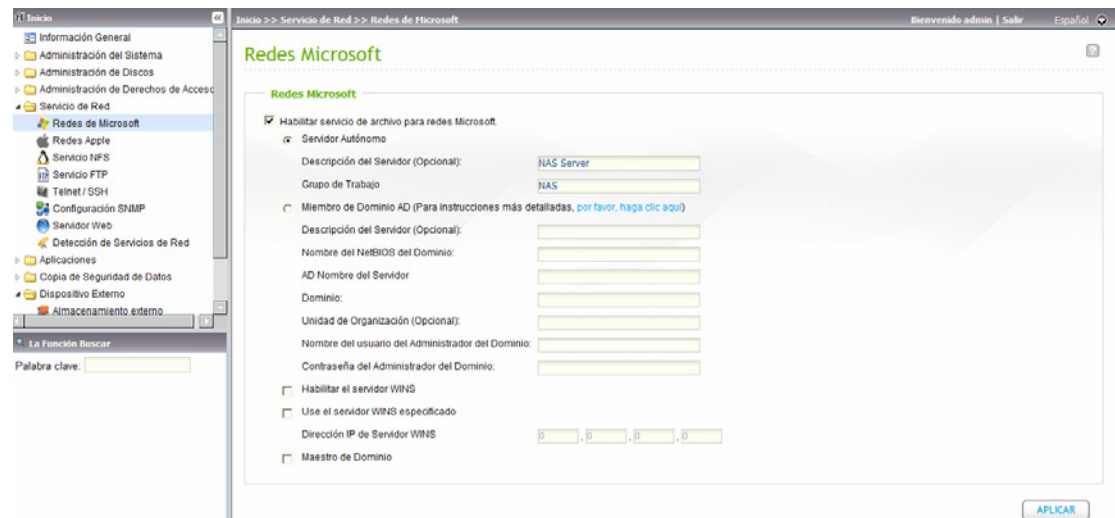 Inicio
Información General
Administración del Sistema
Administración de Discos
Administración de Derechos de Acceso
Servicio de Red
Redes de Microsoft
Redes Apple
Servicio NFS
Servicio FTP
Telnet / SSH
Configuración SNMP
Servidor Web
Detección de Servicios de Red
Aplicaciones
Copia de Seguridad de Datos
Dispositivo Externo
Almacenamiento externo
La Función Buscar
Palabra clave:
Inicio >> Servicio de Red >> Redes de Microsoft
Bienvenido admin | Salir
Español
Redes Microsoft
Redes Microsoft
Habilitar servicio de archivo para redes Microsoft.
Servidor Autónomo
Descripción del Servidor (Opcional): NAS Server
Grupo de Trabajo NAS
Miembro de Dominio AD (Para instrucciones más detalladas, por favor, haga clic aquí)
Descripción del Servidor (Opcional):
Nombre del NetBIOS del Dominio:
AD Nombre del Servidor
Dominio:
Unidad de Organización (Opcional):
Nombre del usuario del Administrador del Dominio:
Contraseña del Administrador del Dominio:
Habilitar el servidor WINS
Use el servidor WINS especificado
Dirección IP de Servidor WINS 0 . 0 . 0 . 0
Maestro de Dominio
APLICAR